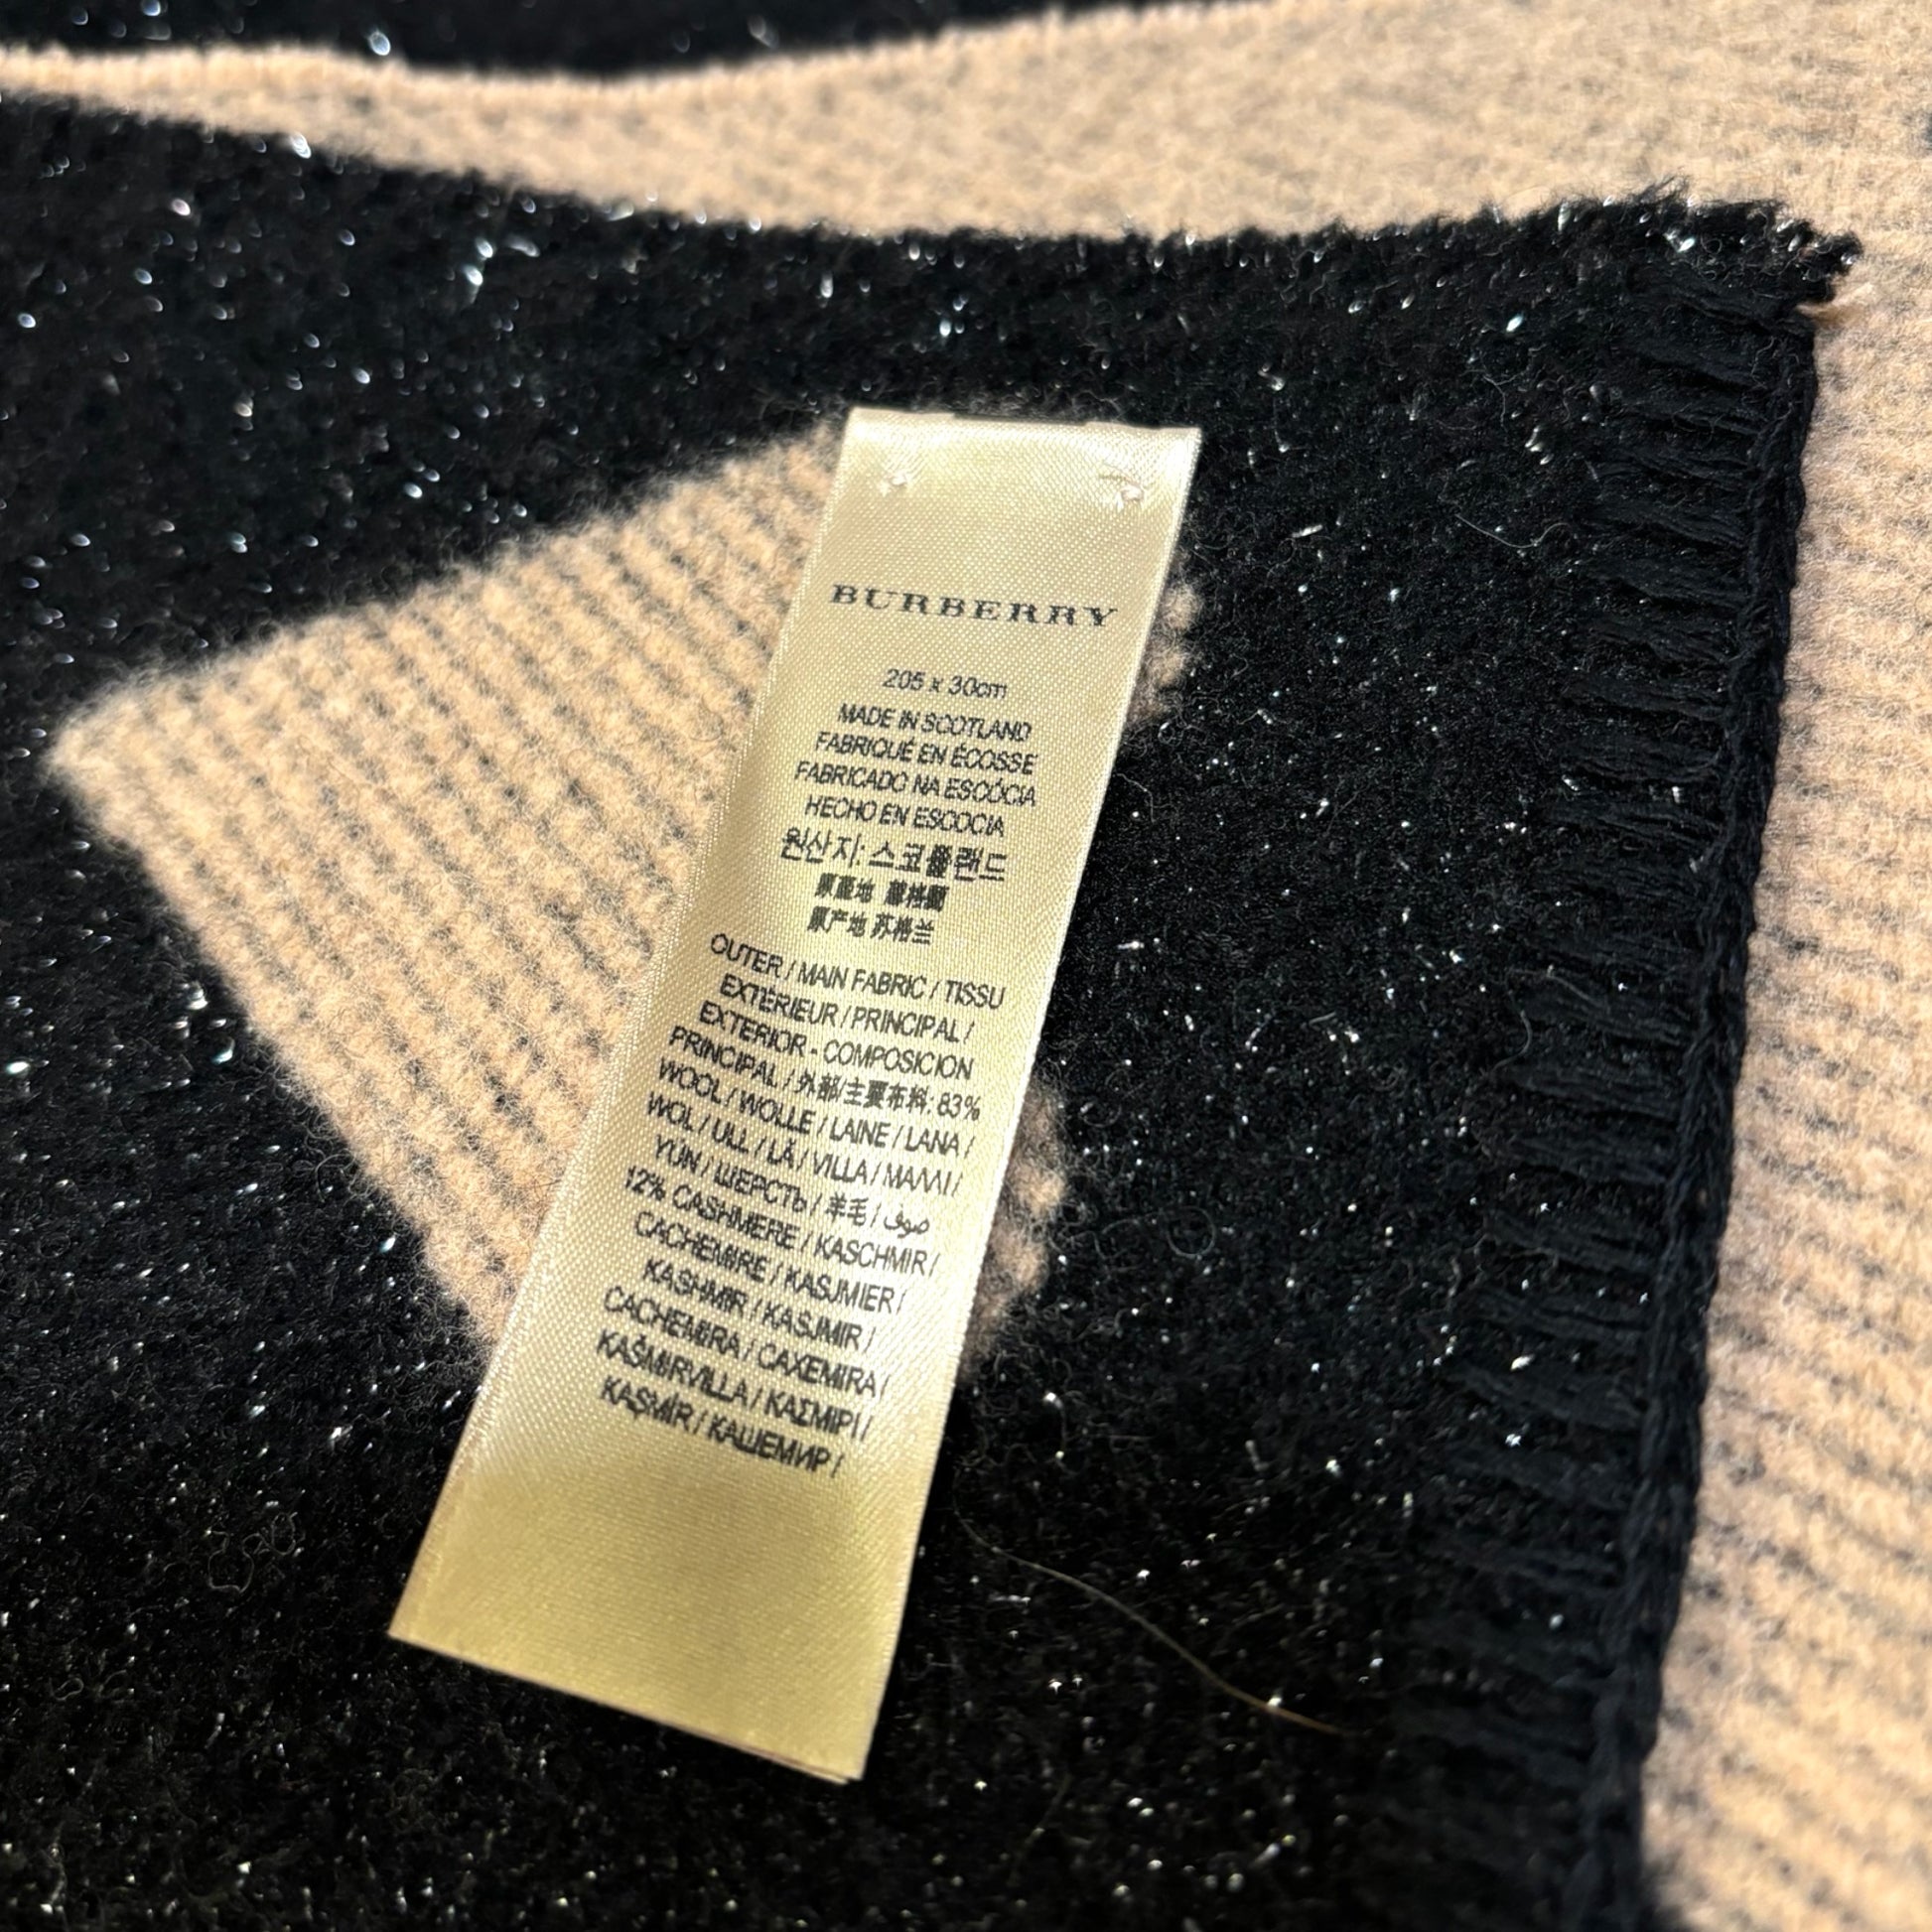 BURBERRY
205 x 30cm
MADE IN SCOTLAND
FABRIQUÉ EN ÉCOSSE
FABRICADO NA ESCÓCIA
HECHO EN ESCOCIA
원산지: 스코틀랜드
原產地 蘇格蘭
原产地 苏格兰
OUTER / MAIN FABRIC / TISSU
EXTÉRIEUR / PRINCIPAL /
EXTERIOR - COMPOSICION
PRINCIPAL / 外部/主要布料: 83%
WOOL / WOLLE / LAINE / LANA /
WOL / ULL / LÃ / VILLA / ΜΑΛΛΙ /
YÜN / ШЕРСТЬ / 羊毛 / صوف
12% CASHMERE / KASCHMIR /
CACHEMIRE / KASJMIER /
KASHMIR / KASJMIR /
CACHEMIRA / CAXEMIRA /
KAŠMIRVILLA / ΚΑΣΜΙΡΙ /
KAŞMİR / КАШЕМИР /